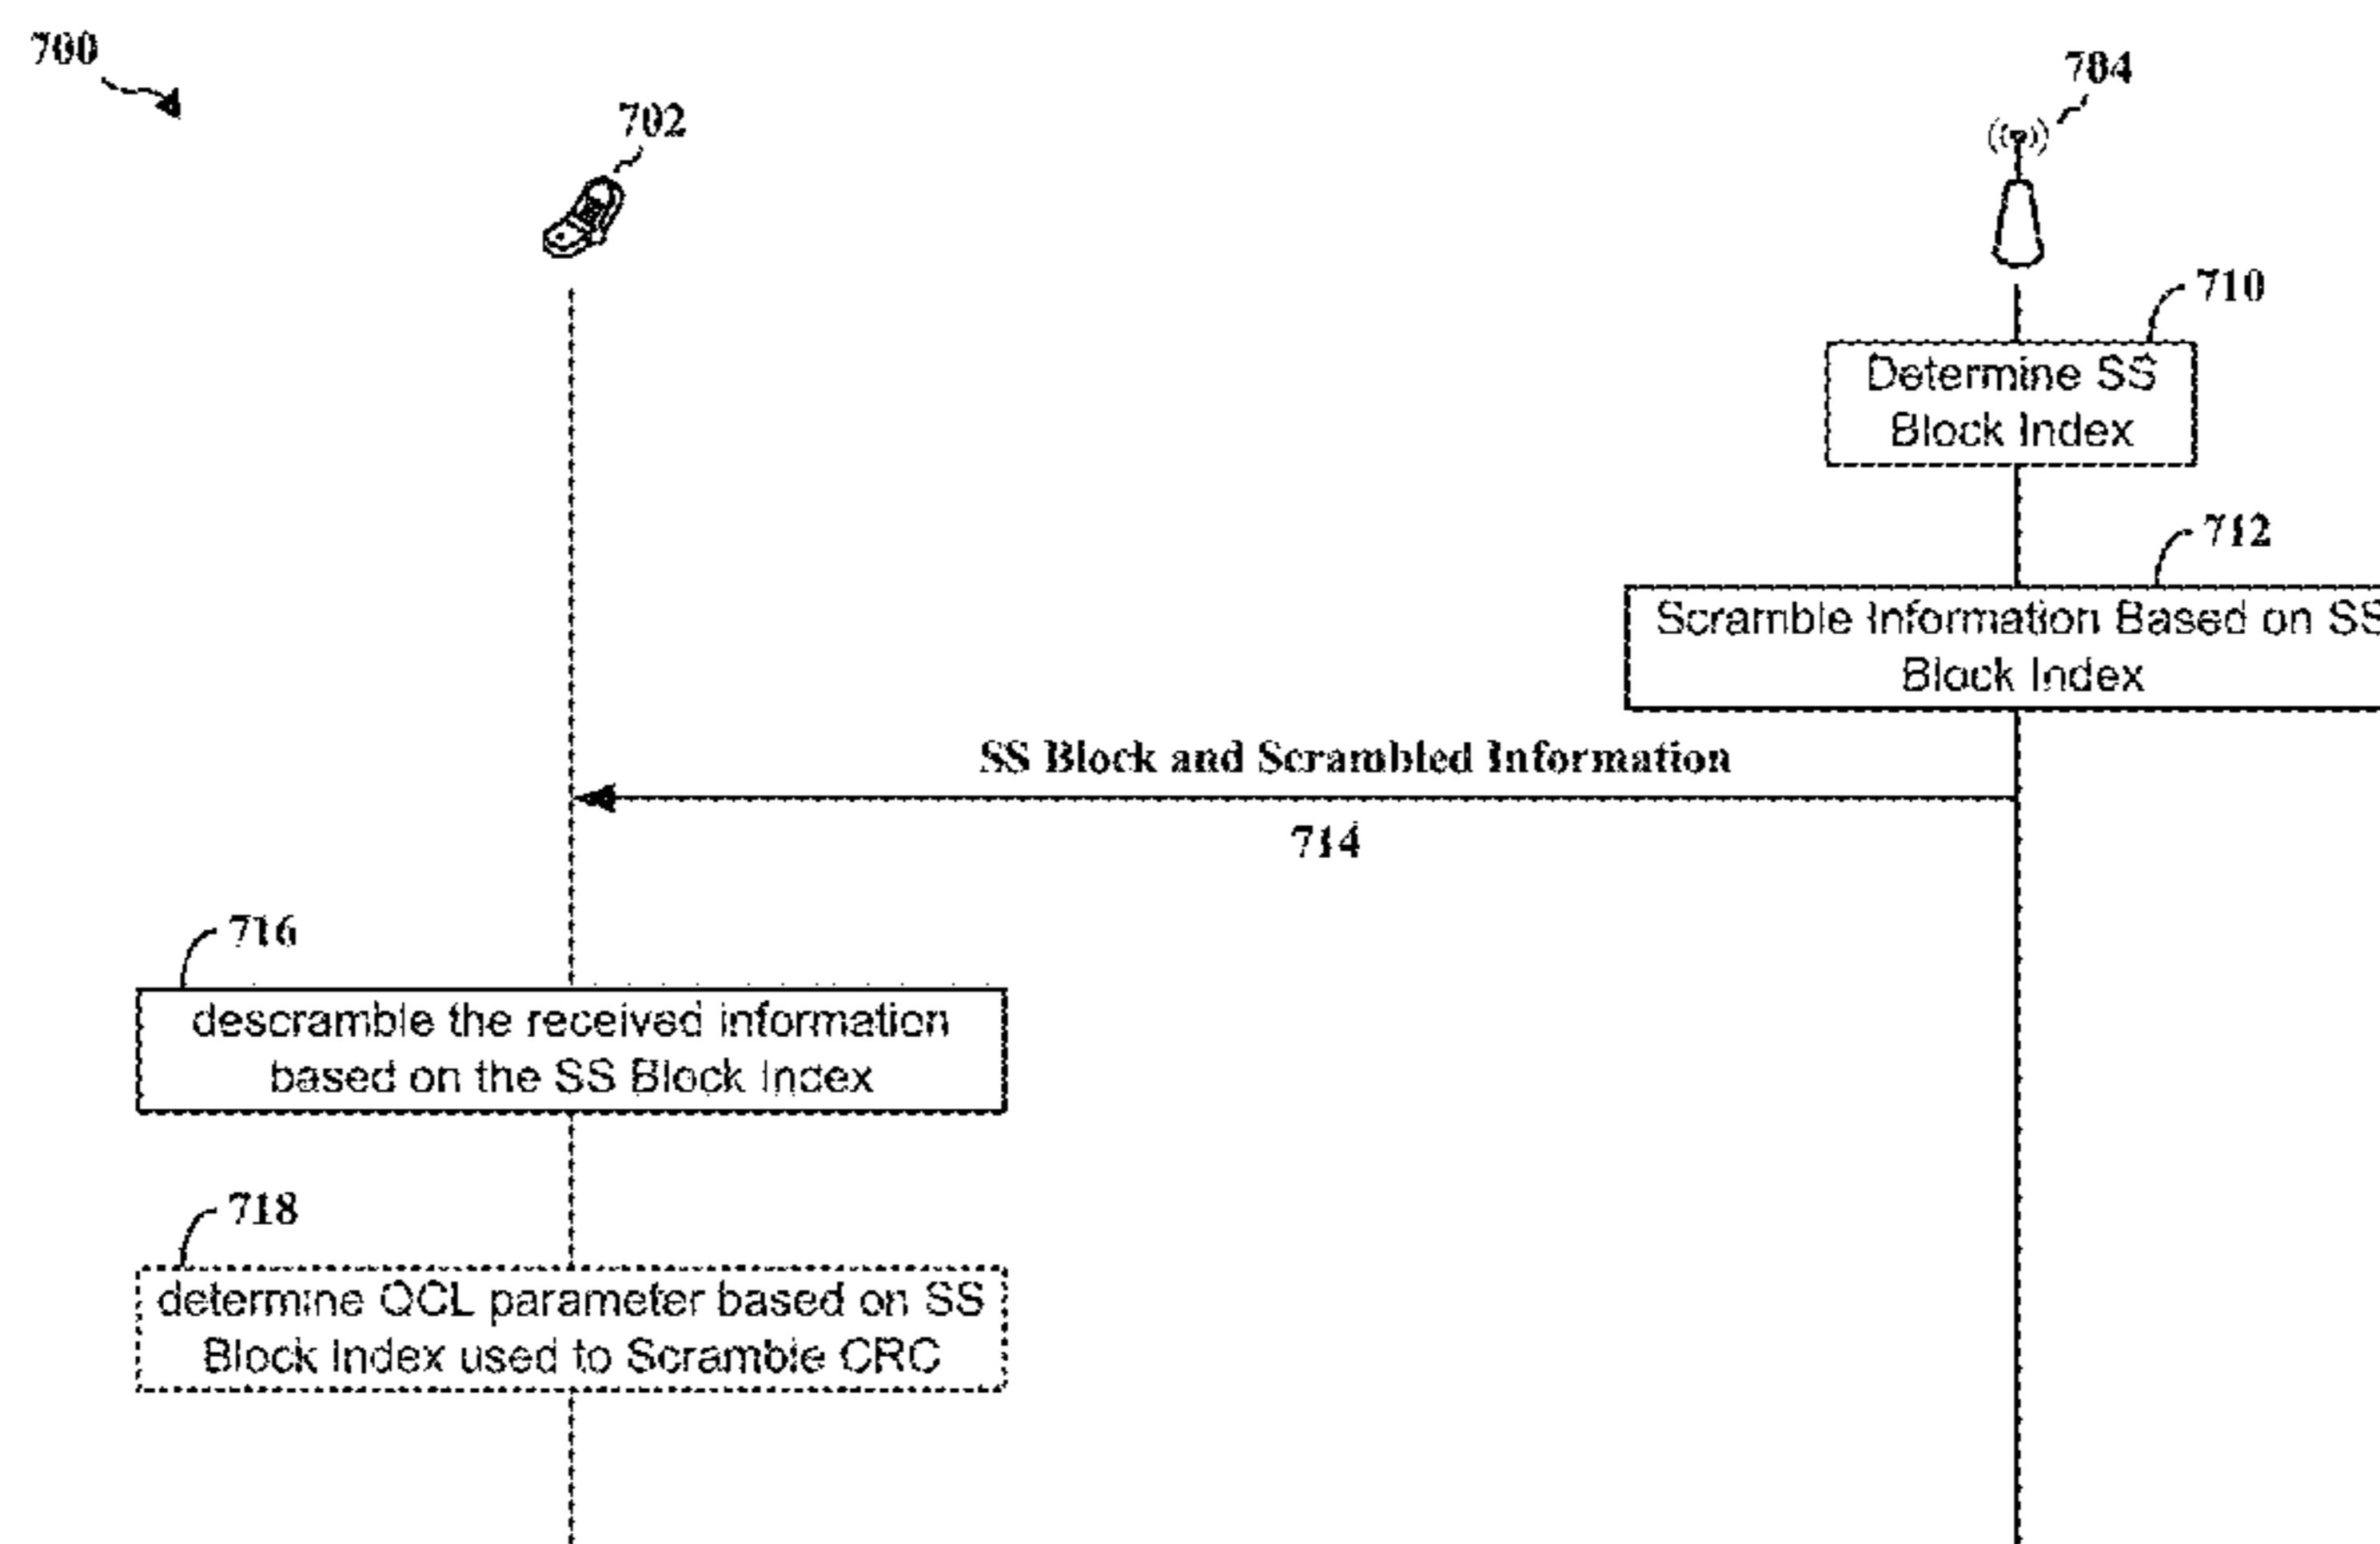 700
704
702
710
Determine SS
Block Index
712
Scramble Information Based on SS
Block Index
SS Block and Scrambled Information
714
716
descramble the received information
based on the SS Block Index
718
determine QCL parameter based on SS
Block Index used to Scramble CRC